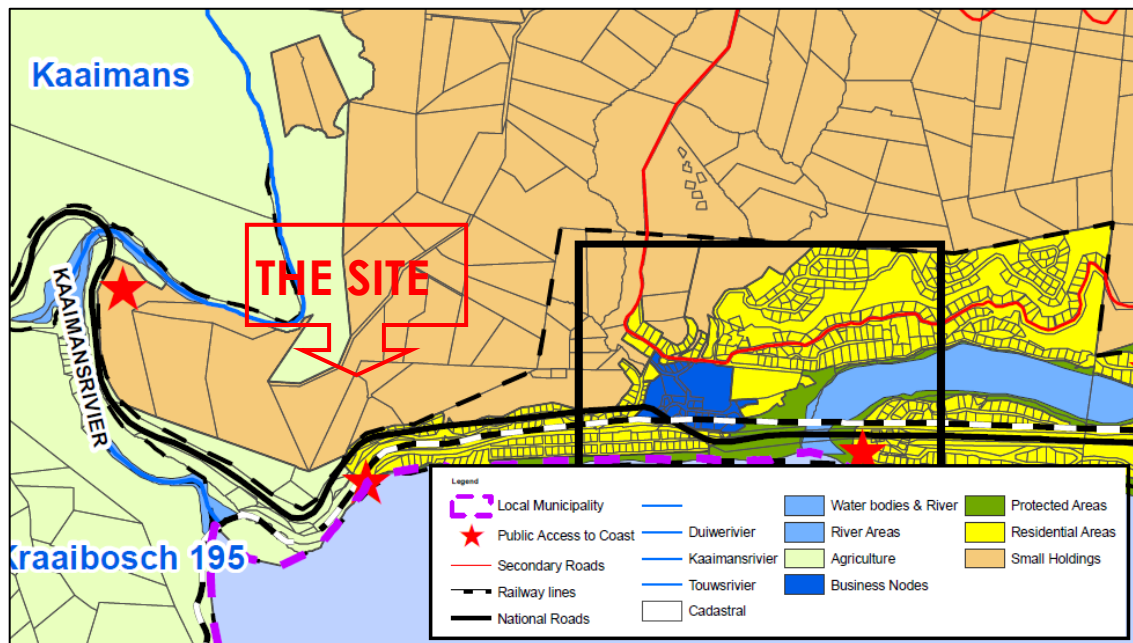 Kaaimans
THE SITE
KAAIMANSRIVIER
Kraaibosch 195
Legend
Local Municipality
Public Access to Coast
Secondary Roads
Railway lines
National Roads
Duiwerivier
Kaaimansrivier
Touwsrivier
Cadastral
Water bodies & River
River Areas
Agriculture
Business Nodes
Protected Areas
Residential Areas
Small Holdings